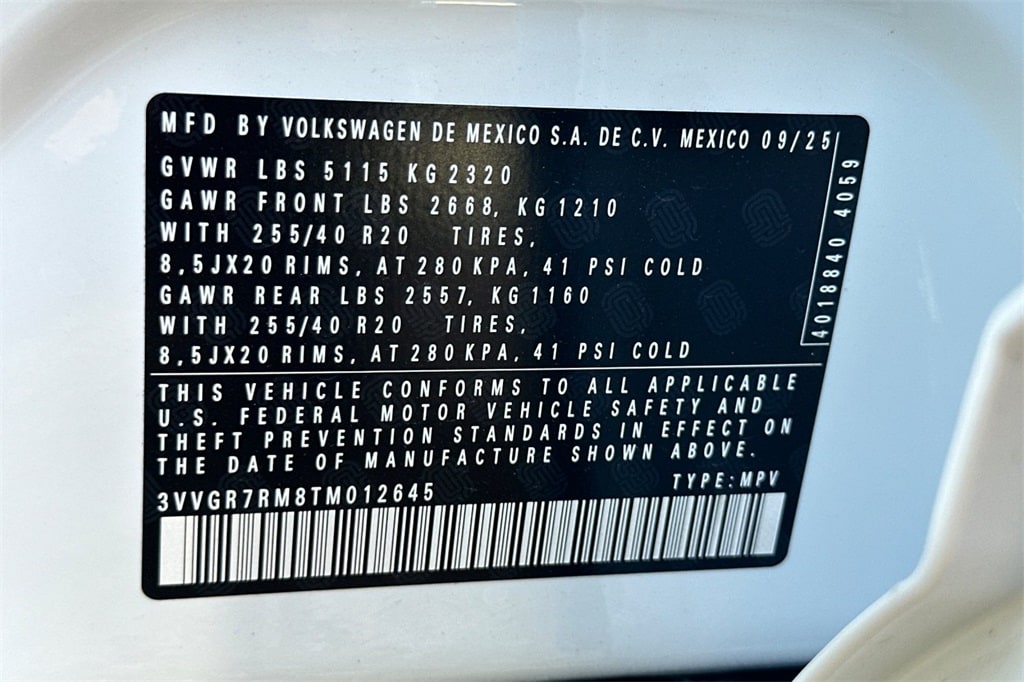 MFD BY VOLKSWAGEN DE MEXICO S.A. DE C.V. MEXICO 09/25
GVWR LBS 5115 KG 2320
GAWR FRONT LBS 2668, KG 1210
WITH 255/40 R20 TIRES,
8,5JX20 RIMS, AT 280 KPA, 41 PSI COLD
GAWR REAR LBS 2557, KG 1160
WITH 255/40 R20 TIRES,
8,5JX20 RIMS, AT 280 KPA, 41 PSI COLD
4018840 4059
THIS VEHICLE CONFORMS TO ALL APPLICABLE
U.S. FEDERAL MOTOR VEHICLE SAFETY AND
THEFT PREVENTION STANDARDS IN EFFECT ON
THE DATE OF MANUFACTURE SHOWN ABOVE.
TYPE:MPV
3VVGR7RM8TM012645